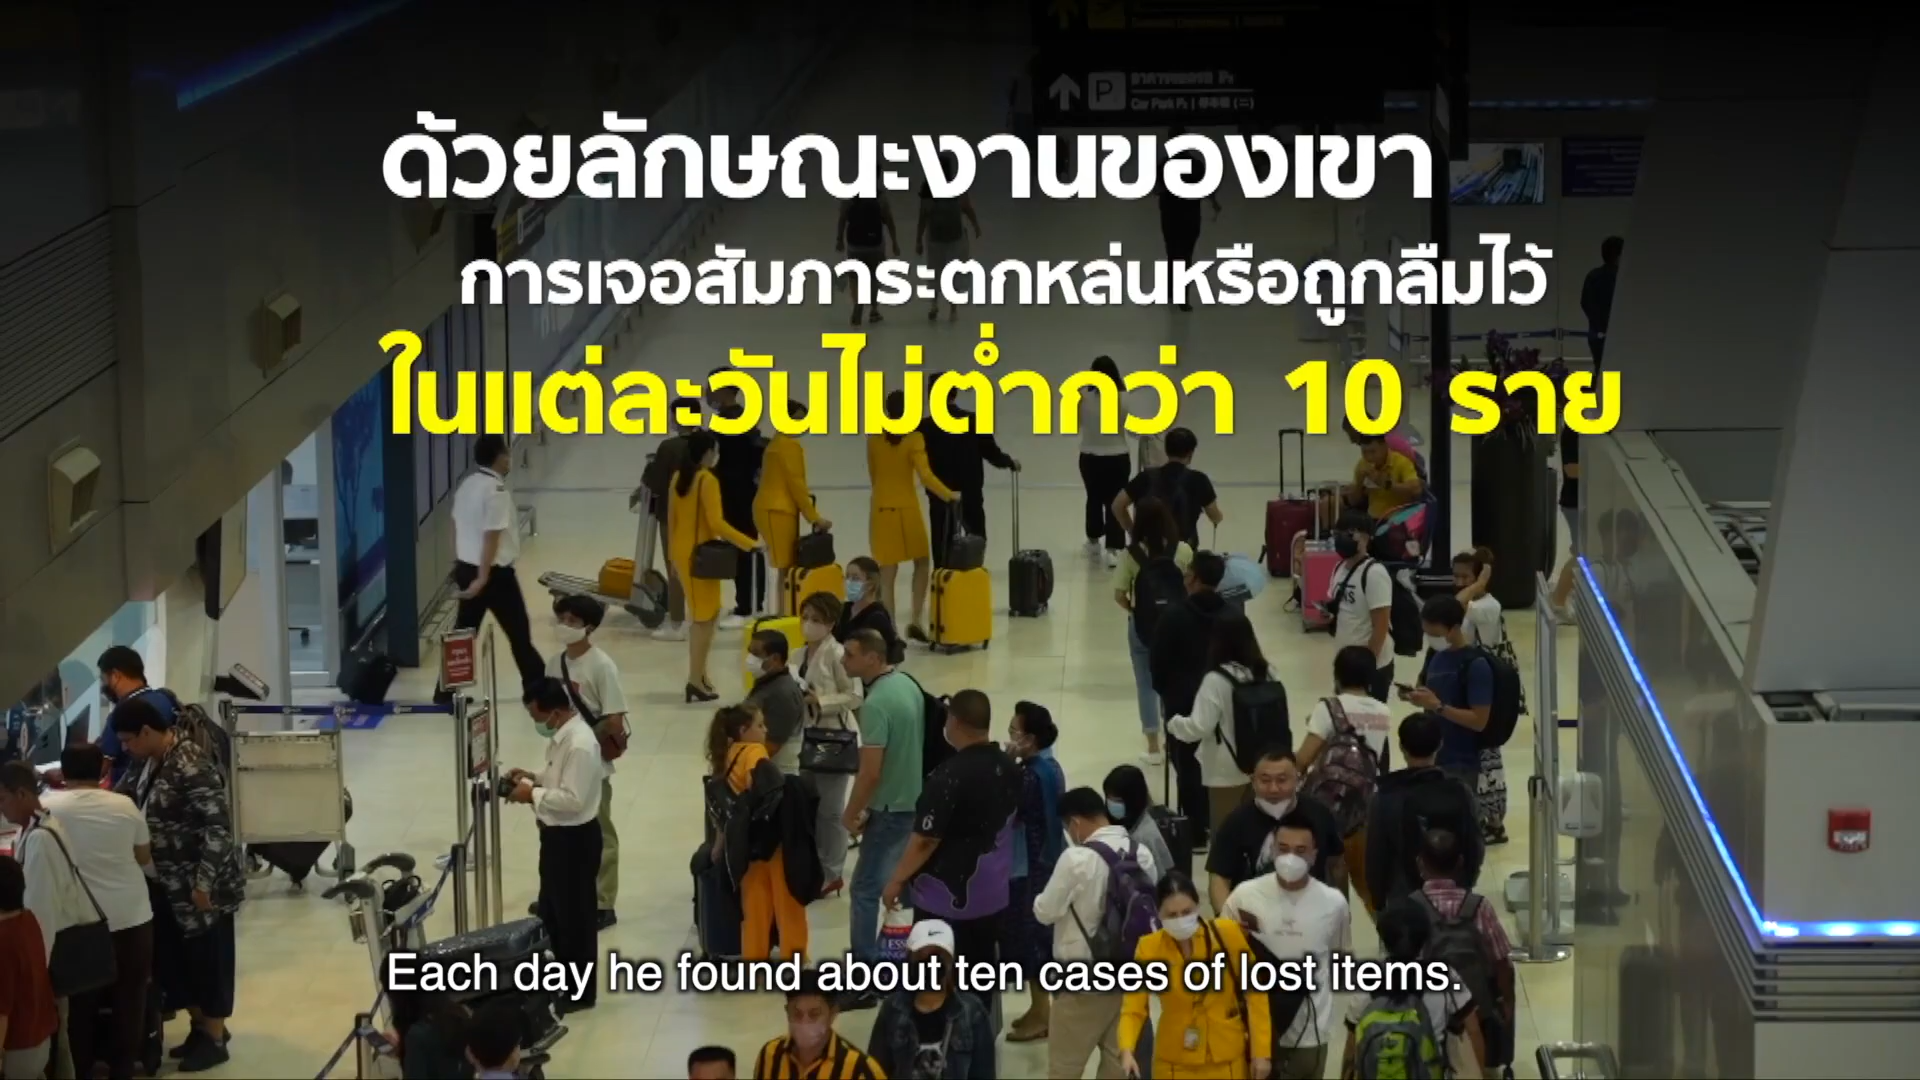 Car Park P2
ด้วยลักษณะงานของเขา
การเจอสัมภาระตกหล่นหรือถูกลืมไว้
ในแต่ละวันไม่ต่ำกว่า 10 ราย
Each day he found about ten cases of lost items.